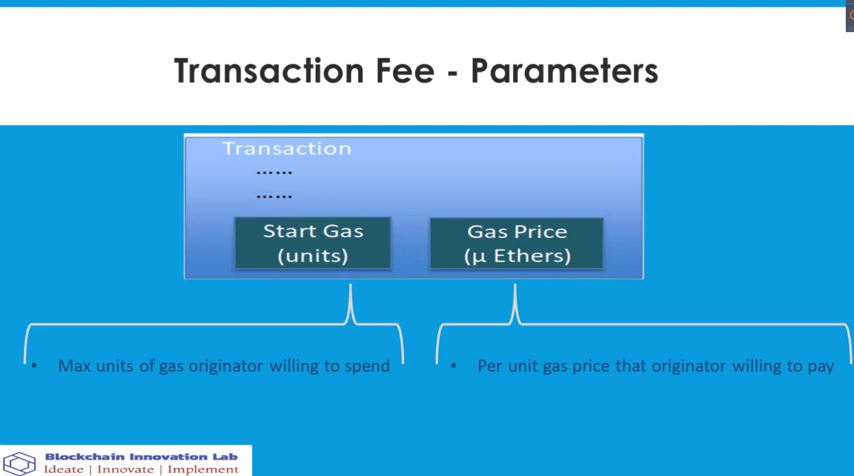 Transaction Fee - Parameters
Transaction
......
......
Start Gas
(units)
Gas Price
(μ Ethers)
• Max units of gas originator willing to spend
• Per unit gas price that originator willing to pay
Blockchain Innovation Lab
Ideate | Innovate | Implement